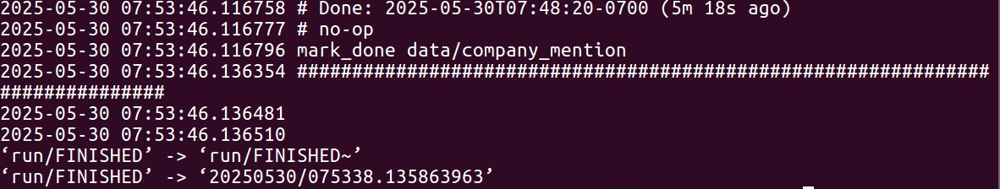 2025-05-30 07:53:46.116758 # Done: 2025-05-30T07:48:20-0700 (5m 18s ago)
2025-05-30 07:53:46.116777 # no-op
2025-05-30 07:53:46.116796 mark_done data/company_mention
2025-05-30 07:53:46.136354 #################################################################
###############
2025-05-30 07:53:46.136481
2025-05-30 07:53:46.136510
‘run/FINISHED’ -> ‘run/FINISHED~’
‘run/FINISHED’ -> ‘20250530/075338.135863963’